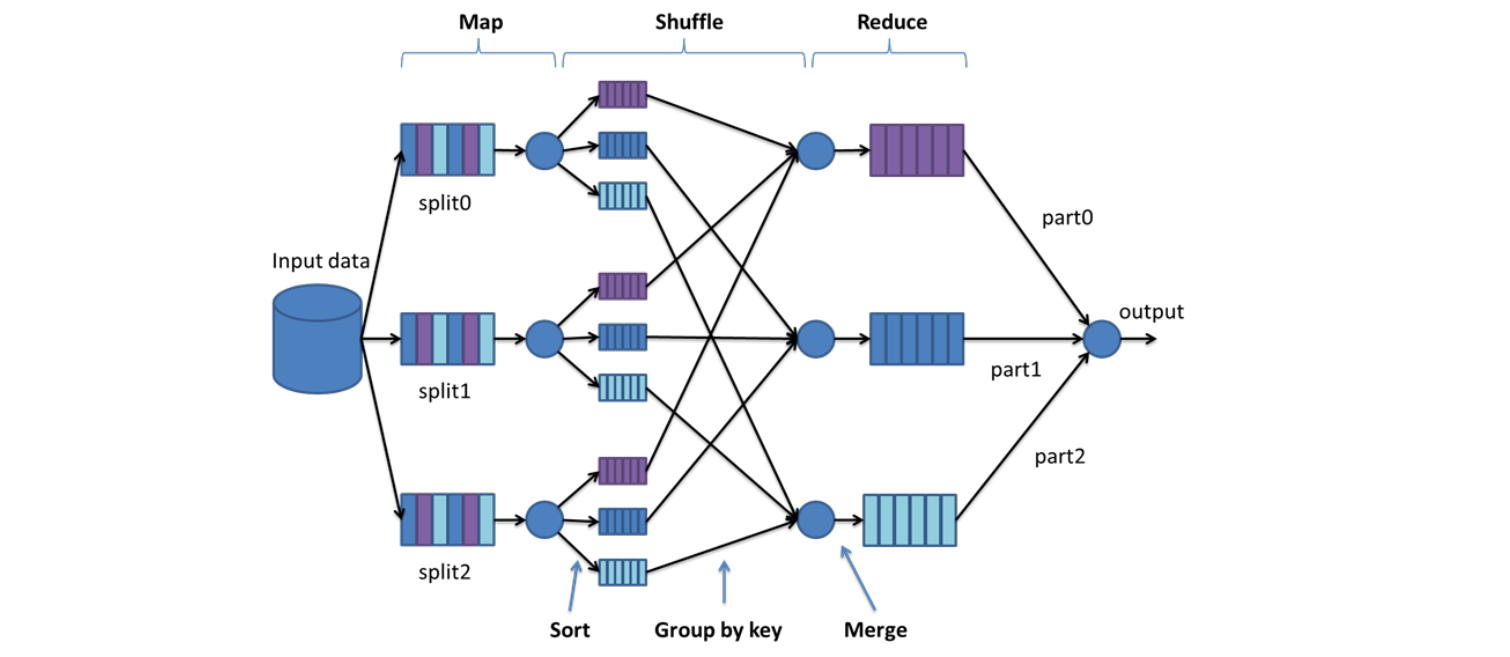 Map
Shuffle
Reduce
split0
part0
Input data
output
split1
part1
part2
split2
Sort
Group by key
Merge